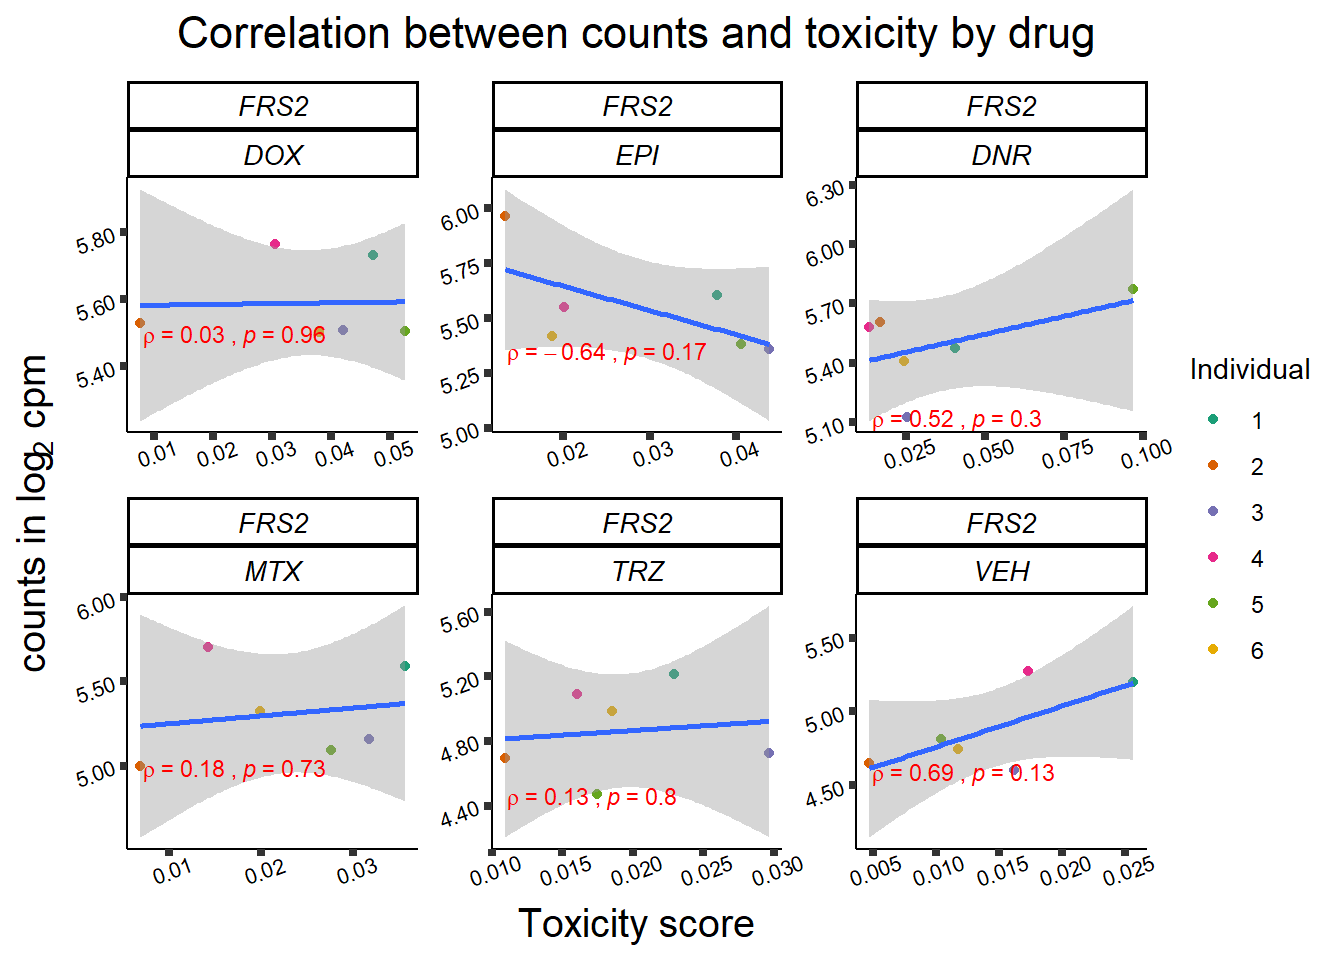 Correlation between counts and toxicity by drug
FRS2
DOX
5.80
5.60
5.40
ρ = 0.03 , p = 0.96
0.01 0.02 0.03 0.04 0.05
FRS2
EPI
6.00
5.75
5.50
5.25
5.00
ρ = − 0.64 , p = 0.17
0.02 0.03 0.04
FRS2
DNR
6.30
6.00
5.70
5.40
5.10
ρ = 0.52 , p = 0.3
0.025 0.050 0.075 0.100
FRS2
MTX
6.00
5.50
5.00
ρ = 0.18 , p = 0.73
0.01 0.02 0.03
FRS2
TRZ
5.60
5.20
4.80
4.40
ρ = 0.13 , p = 0.8
0.010 0.015 0.020 0.025 0.030
FRS2
VEH
5.50
5.00
4.50
ρ = 0.69 , p = 0.13
0.005 0.010 0.015 0.020 0.025
counts in log₂ cpm
Toxicity score
Individual
1
2
3
4
5
6